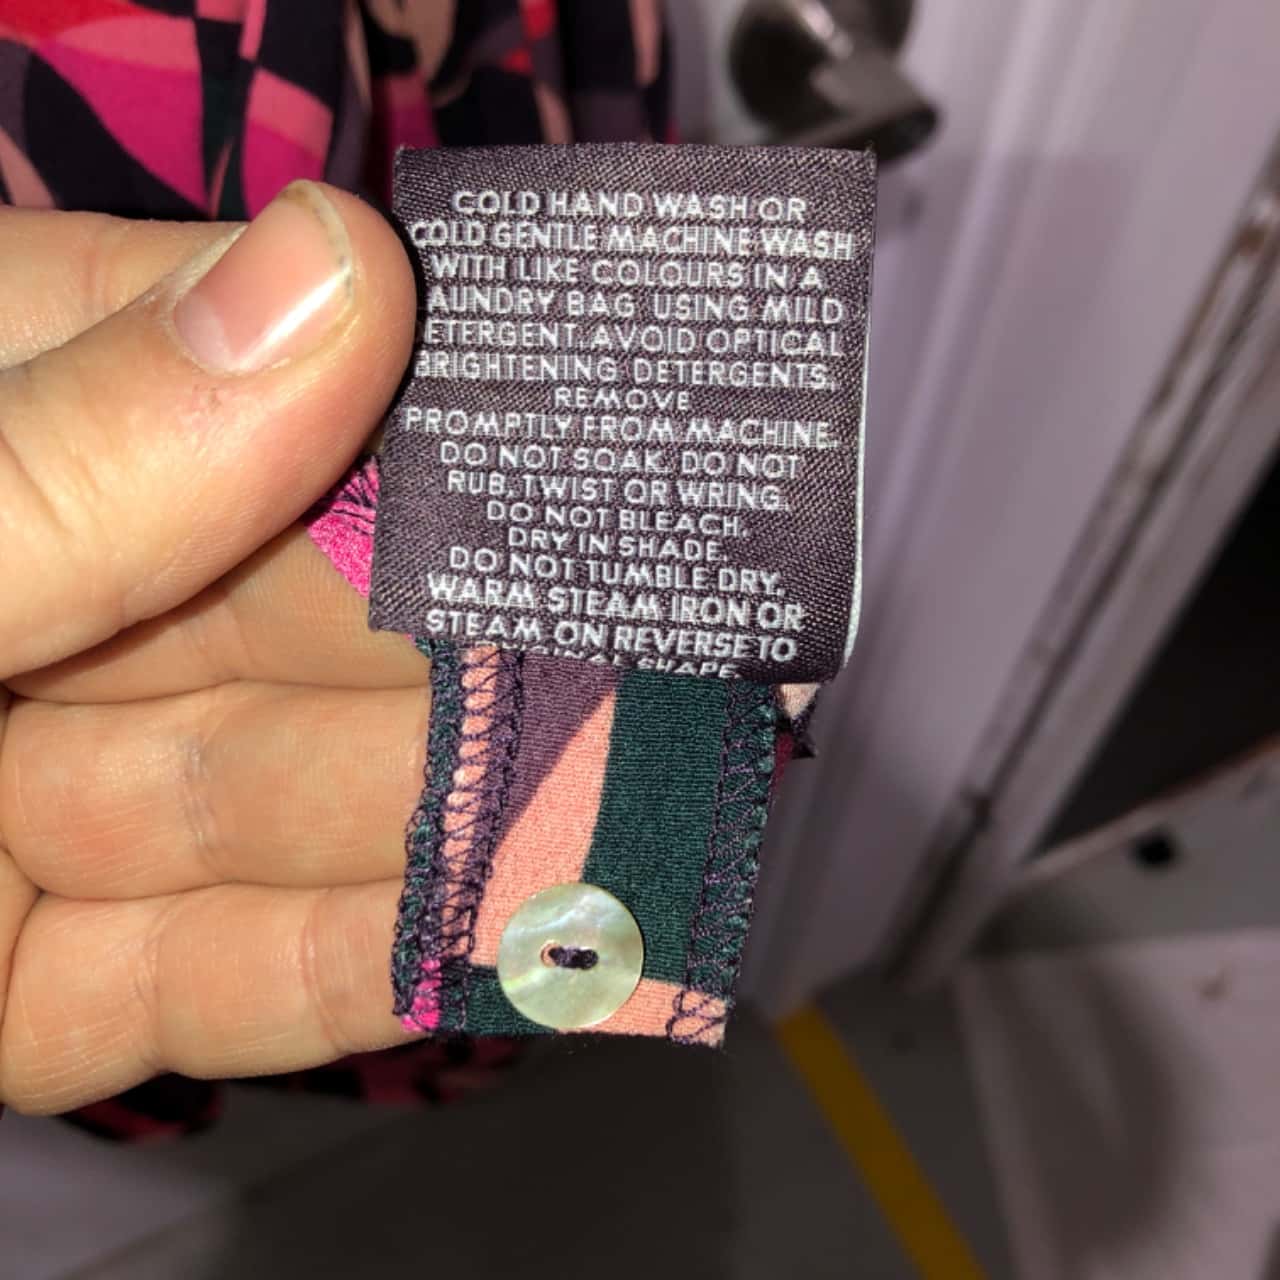 COLD HAND WASH OR
COLD GENTLE MACHINE WASH
WITH LIKE COLOURS IN A
AUNDRY BAG USING MILD
ETERGENT. AVOID OPTICAL
BRIGHTENING DETERGENTS.
REMOVE
PROMPTLY FROM MACHINE.
DO NOT SOAK. DO NOT
RUB, TWIST OR WRING.
DO NOT BLEACH.
DRY IN SHADE.
DO NOT TUMBLE DRY.
WARM STEAM IRON OR
STEAM ON REVERSE TO
SHAPE